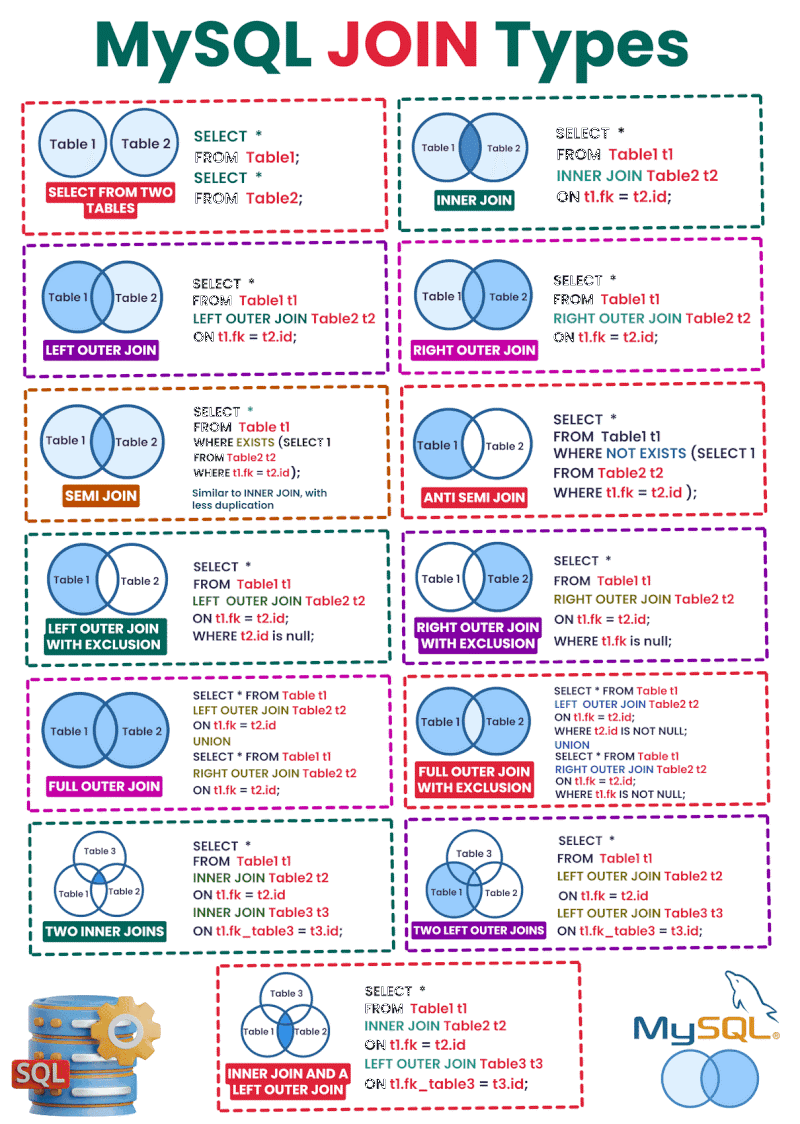 MySQL JOIN Types
Table 1 Table 2
SELECT FROM TWO
TABLES
SELECT *
FROM Table1;
SELECT *
FROM Table2;
Table 1 Table 2
INNER JOIN
SELECT *
FROM Table1 t1
INNER JOIN Table2 t2
ON t1.fk = t2.id;
Table 1 Table 2
LEFT OUTER JOIN
SELECT *
FROM Table1 t1
LEFT OUTER JOIN Table2 t2
ON t1.fk = t2.id;
Table 1 Table 2
RIGHT OUTER JOIN
SELECT *
FROM Table1 t1
RIGHT OUTER JOIN Table2 t2
ON t1.fk = t2.id;
Table 1 Table 2
SEMI JOIN
SELECT *
FROM Table t1
WHERE EXISTS (SELECT 1
FROM Table2 t2
WHERE t1.fk = t2.id );
Similar to INNER JOIN, with
less duplication
Table 1 Table 2
ANTI SEMI JOIN
SELECT *
FROM Table1 t1
WHERE NOT EXISTS (SELECT 1
FROM Table2 t2
WHERE t1.fk = t2.id );
Table 1 Table 2
LEFT OUTER JOIN
WITH EXCLUSION
SELECT *
FROM Table1 t1
LEFT OUTER JOIN Table2 t2
ON t1.fk = t2.id;
WHERE t2.id is null;
Table 1 Table 2
RIGHT OUTER JOIN
WITH EXCLUSION
SELECT *
FROM Table1 t1
RIGHT OUTER JOIN Table2 t2
ON t1.fk = t2.id;
WHERE t1.fk is null;
Table 1 Table 2
FULL OUTER JOIN
SELECT * FROM Table t1
LEFT OUTER JOIN Table2 t2
ON t1.fk = t2.id
UNION
SELECT * FROM Table1 t1
RIGHT OUTER JOIN Table2 t2
ON t1.fk = t2.id;
Table 1 Table 2
FULL OUTER JOIN
WITH EXCLUSION
SELECT * FROM Table t1
LEFT OUTER JOIN Table2 t2
ON t1.fk = t2.id;
WHERE t2.id IS NOT NULL;
UNION
SELECT * FROM Table t1
RIGHT OUTER JOIN Table2 t2
ON t1.fk = t2.id;
WHERE t1.fk IS NOT NULL;
Table 3
Table 1 Table 2
TWO INNER JOINS
SELECT *
FROM Table1 t1
INNER JOIN Table2 t2
ON t1.fk = t2.id
INNER JOIN Table3 t3
ON t1.fk_table3 = t3.id;
Table 3
Table 1 Table 2
TWO LEFT OUTER JOINS
SELECT *
FROM Table1 t1
LEFT OUTER JOIN Table2 t2
ON t1.fk = t2.id
LEFT OUTER JOIN Table3 t3
ON t1.fk_table3 = t3.id;
SQL
Table 3
Table 1 Table 2
INNER JOIN AND A
LEFT OUTER JOIN
SELECT *
FROM Table1 t1
INNER JOIN Table2 t2
ON t1.fk = t2.id
LEFT OUTER JOIN Table3 t3
ON t1.fk_table3 = t3.id;
MySQL®